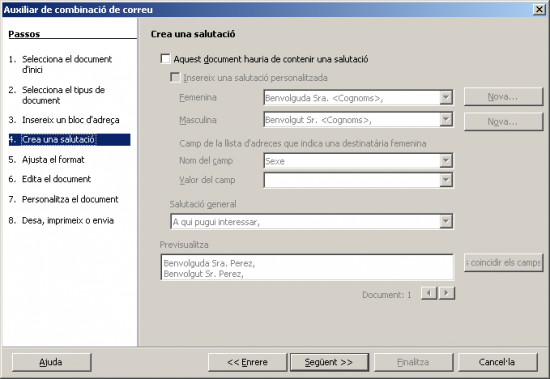 Auxiliar de combinació de correu
Passos
1. Selecciona el document
d'inici
2. Selecciona el tipus de
document
3. Insereix un bloc d'adreça
4. Crea una salutació
5. Ajusta el format
6. Edita el document
7. Personalitza el document
8. Desa, imprimeix o envia
Crea una salutació
Aquest document hauria de contenir una salutació
Insereix una salutació personalitzada
Femenina
Benvolguda Sra. <Cognoms>,
Nova...
Masculina
Benvolgut Sr. <Cognoms>,
Nova...
Camp de la llista d'adreces que indica una destinatària femenina
Nom del camp
Sexe
Valor del camp
Salutació general
A qui pugui interessar,
Previsualitza
Benvolguda Sra. Perez,
Benvolgut Sr. Perez,
coincidir els camps
Document: 1
Ajuda
<< Enrere
Següent >>
Finalitza
Cancel·la